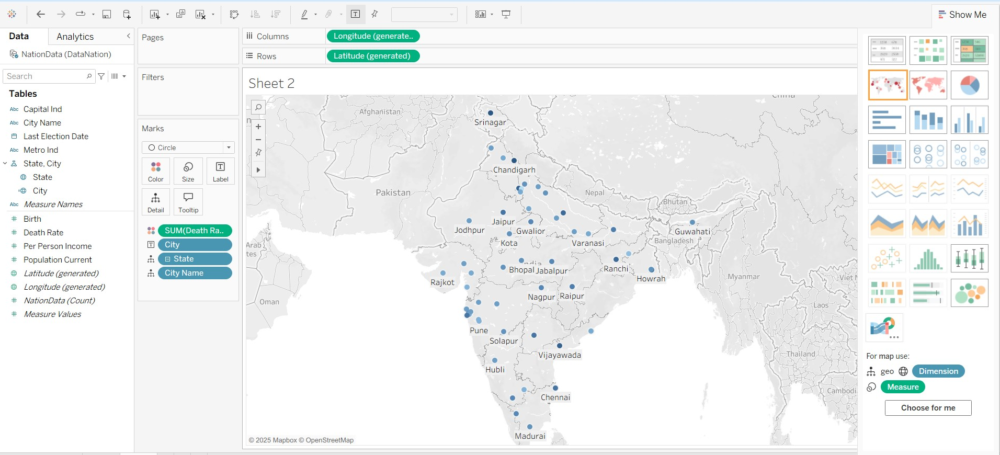 Show Me
Data
Analytics
NationData (DataNation)
Search
Tables
Abc Capital Ind
Abc City Name
Last Election Date
Abc Metro Ind
State, City
State
City
Abc Measure Names
# Birth
# Death Rate
# Per Person Income
# Population Current
Latitude (generated)
Longitude (generated)
# NationData (Count)
# Measure Values
Pages
Filters
Marks
Circle
Color
Size
Label
Detail
Tooltip
SUM(Death Ra..
City
State
City Name
Columns
Longitude (generate..
Rows
Latitude (generated)
Sheet 2
China
Afghanistan
Srinagar
Chandigarh
Pakistan
Nepal
Bhutan
Jaipur
Jodhpur
Gwalior
Guwahati
Kota
Varanasi
Bangladesh
Arab
tes
India
Bhopal
Jabalpur
Ranchi
Howrah
Myanmar
Rajkot
Nagpur
Raipur
Oman
Laos
Pune
Solapur
Vijayawada
Thailand
Hubli
Chennai
Cambodi
Madurai
© 2025 Mapbox © OpenStreetMap
For map use:
geo
Dimension
Measure
Choose for me